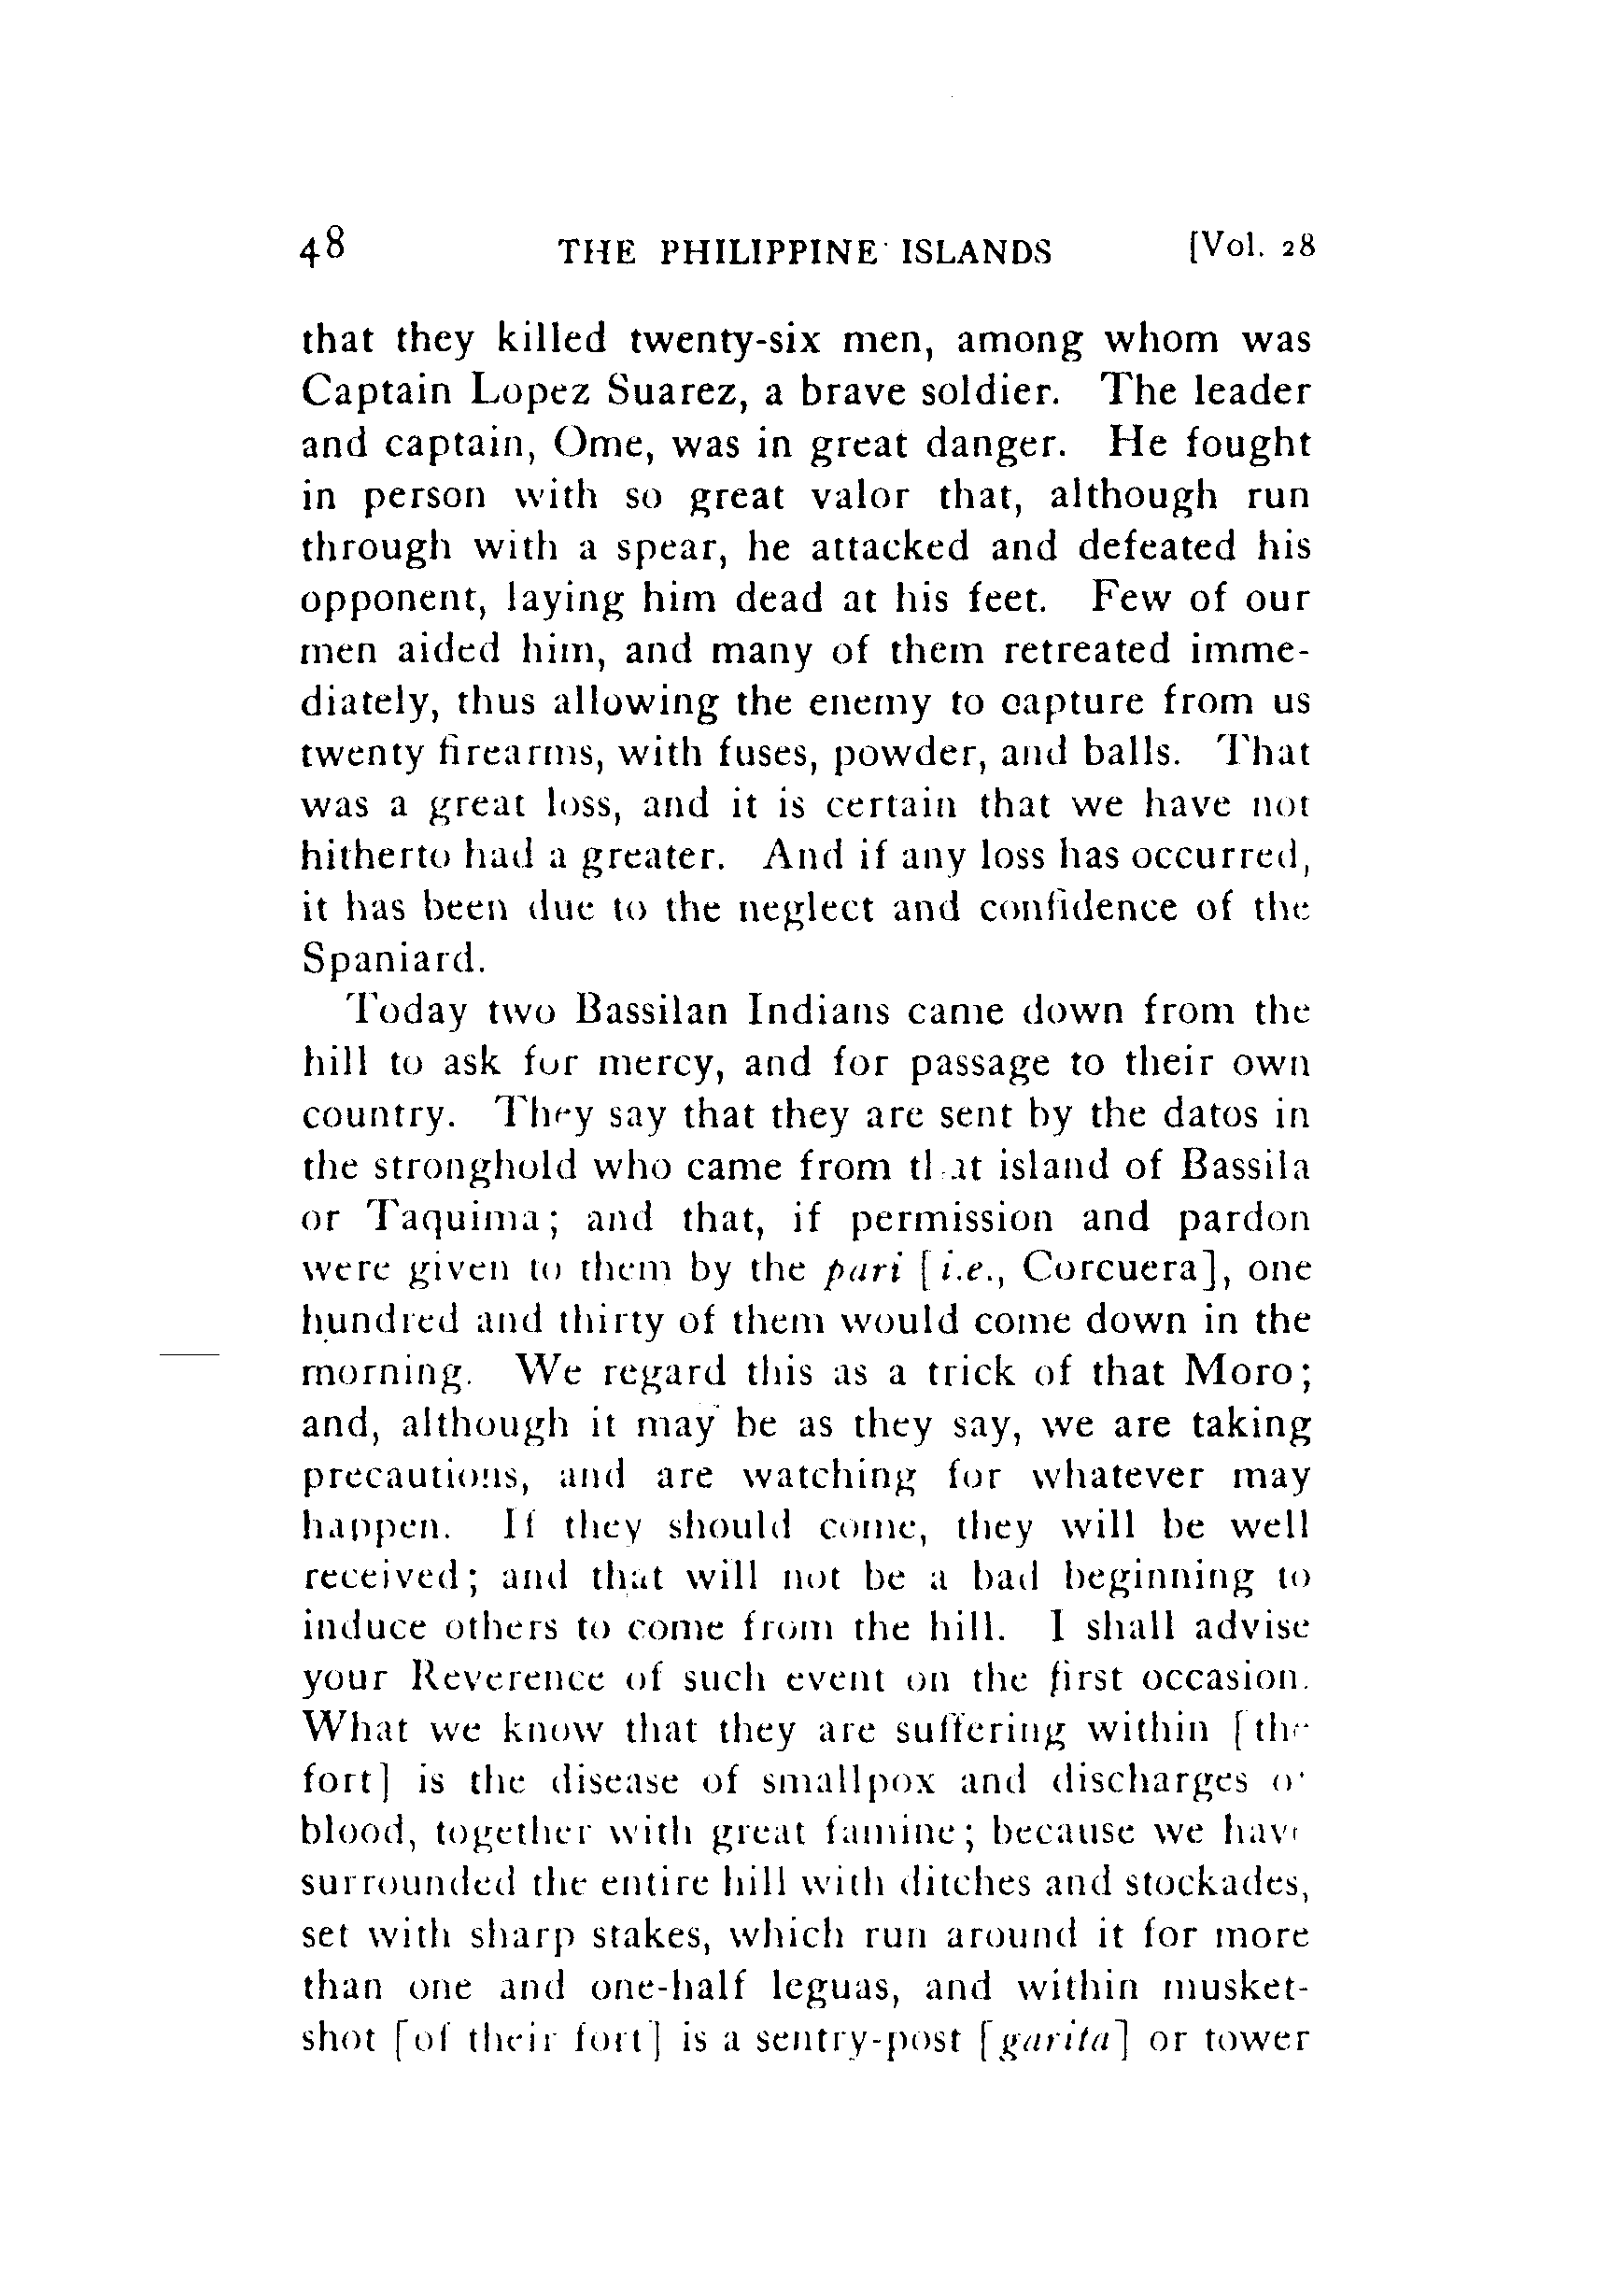 48 THE PHILIPPINE ISLANDS [Vol. 28
that they killed twenty-six men, among whom was
Captain Lopez Suarez, a brave soldier. The leader
and captain, Ome, was in great danger. He fought
in person with so great valor that, although run
through with a spear, he attacked and defeated his
opponent, laying him dead at his feet. Few of our
men aided him, and many of them retreated imme-
diately, thus allowing the enemy to capture from us
twenty firearms, with fuses, powder, and balls. That
was a great loss, and it is certain that we have not
hitherto had a greater. And if any loss has occurred,
it has been due to the neglect and confidence of the
Spaniard.
Today two Bassilan Indians came down from the
hill to ask for mercy, and for passage to their own
country. They say that they are sent by the datos in
the stronghold who came from that island of Bassila
or Taquima; and that, if permission and pardon
were given to them by the pari [i.e., Corcuera], one
hundred and thirty of them would come down in the
morning. We regard this as a trick of that Moro;
and, although it may be as they say, we are taking
precautions, and are watching for whatever may
happen. If they should come, they will be well
received; and that will not be a bad beginning to
induce others to come from the hill. I shall advise
your Reverence of such event on the first occasion.
What we know that they are suffering within [the
fort] is the disease of smallpox and discharges of
blood, together with great famine; because we have
surrounded the entire hill with ditches and stockades,
set with sharp stakes, which run around it for more
than one and one-half leguas, and within musket-
shot [of their fort] is a sentry-post [garita] or tower